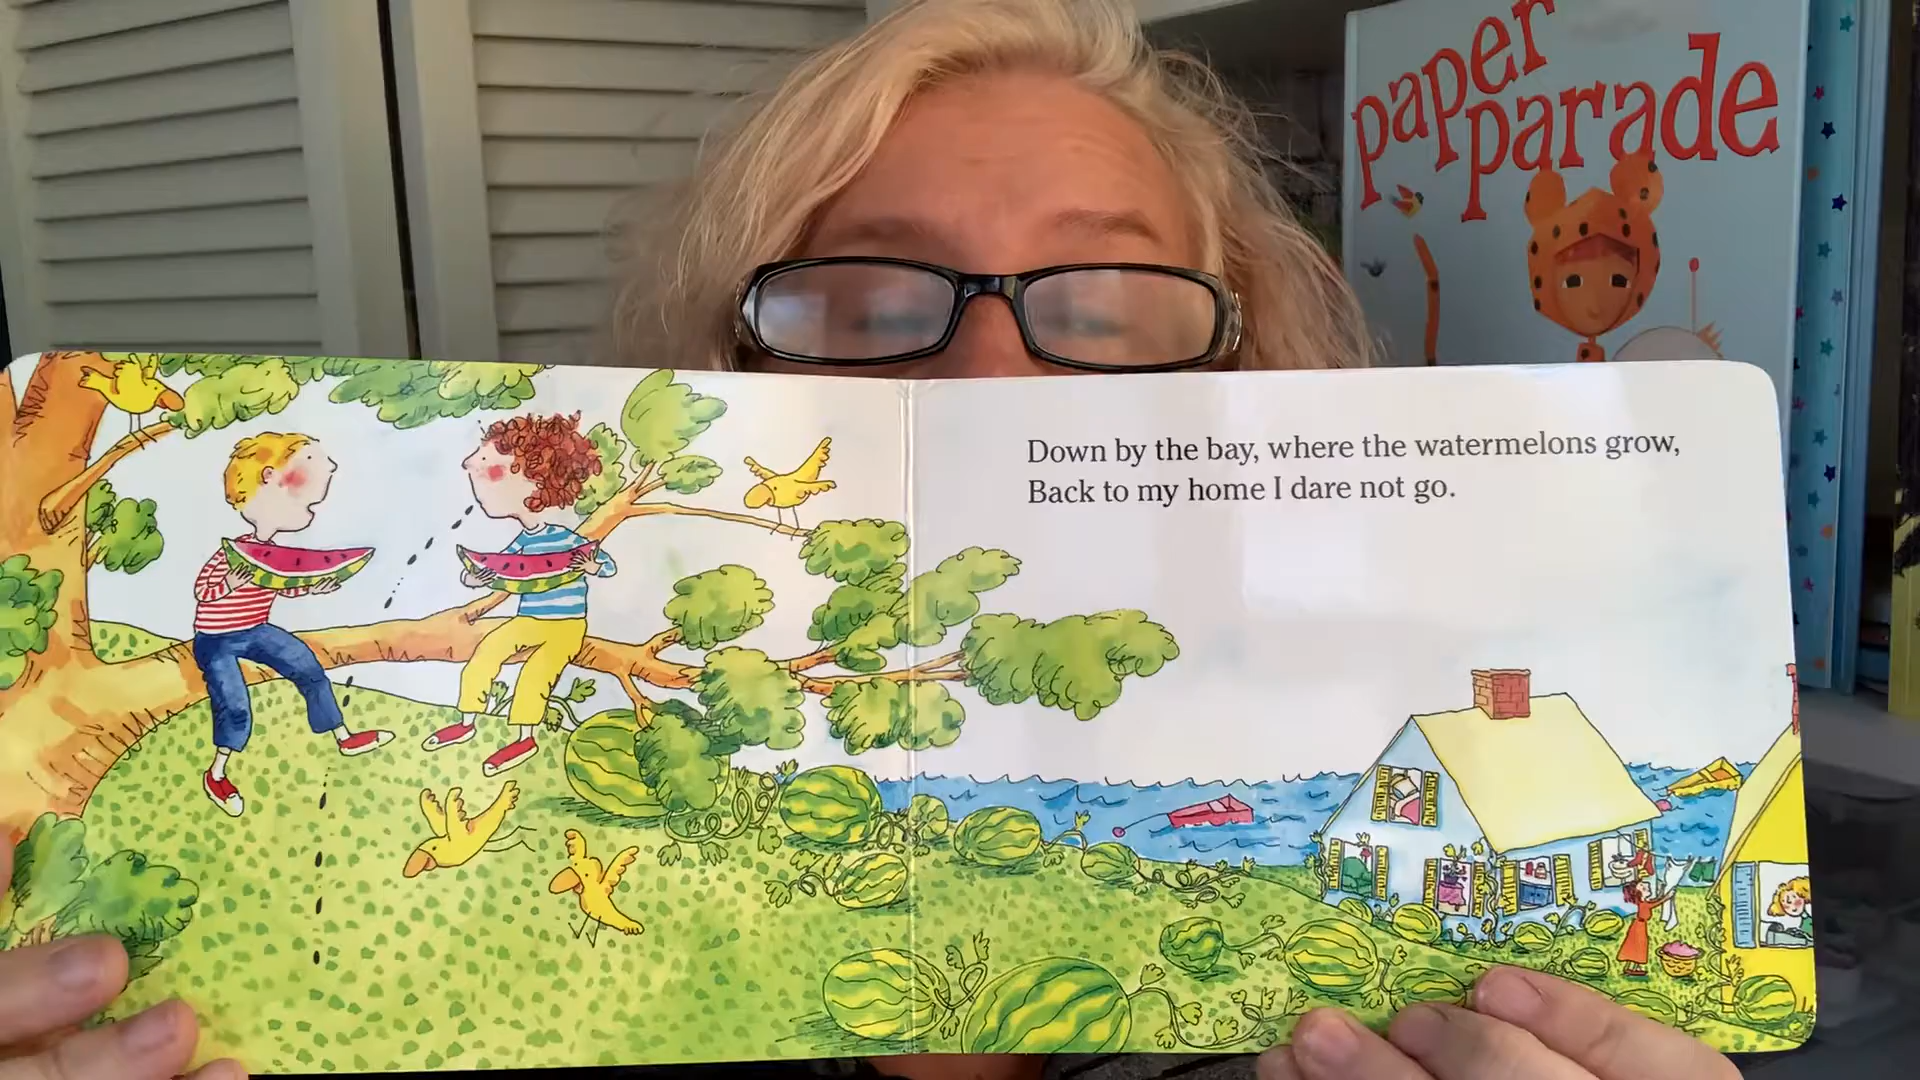 paper
parade
Down by the bay, where the watermelons grow,
Back to my home I dare not go.